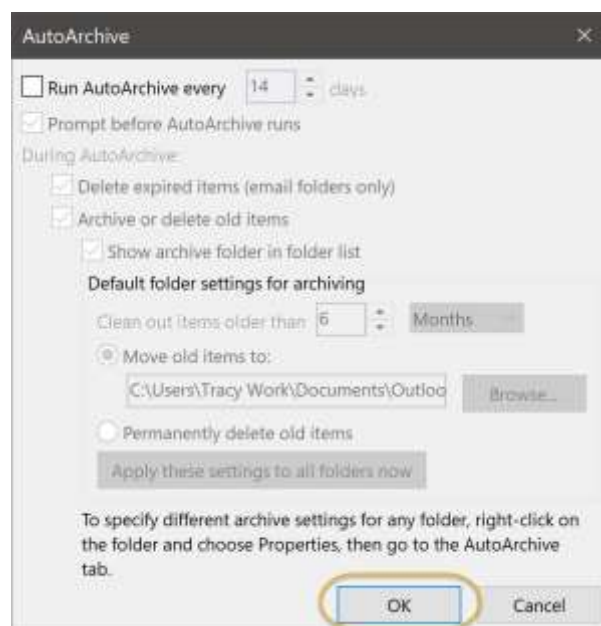 AutoArchive
Run AutoArchive every 14 days
Prompt before AutoArchive runs
During AutoArchive:
Delete expired items (email folders only)
Archive or delete old items
Show archive folder in folder list
Default folder settings for archiving
Clean out items older than 6 Months
Move old items to:
C:\Users\Tracy Work\Documents\Outloo Browse...
Permanently delete old items
Apply these settings to all folders now
To specify different archive settings for any folder, right-click on
the folder and choose Properties, then go to the AutoArchive
tab.
OK Cancel